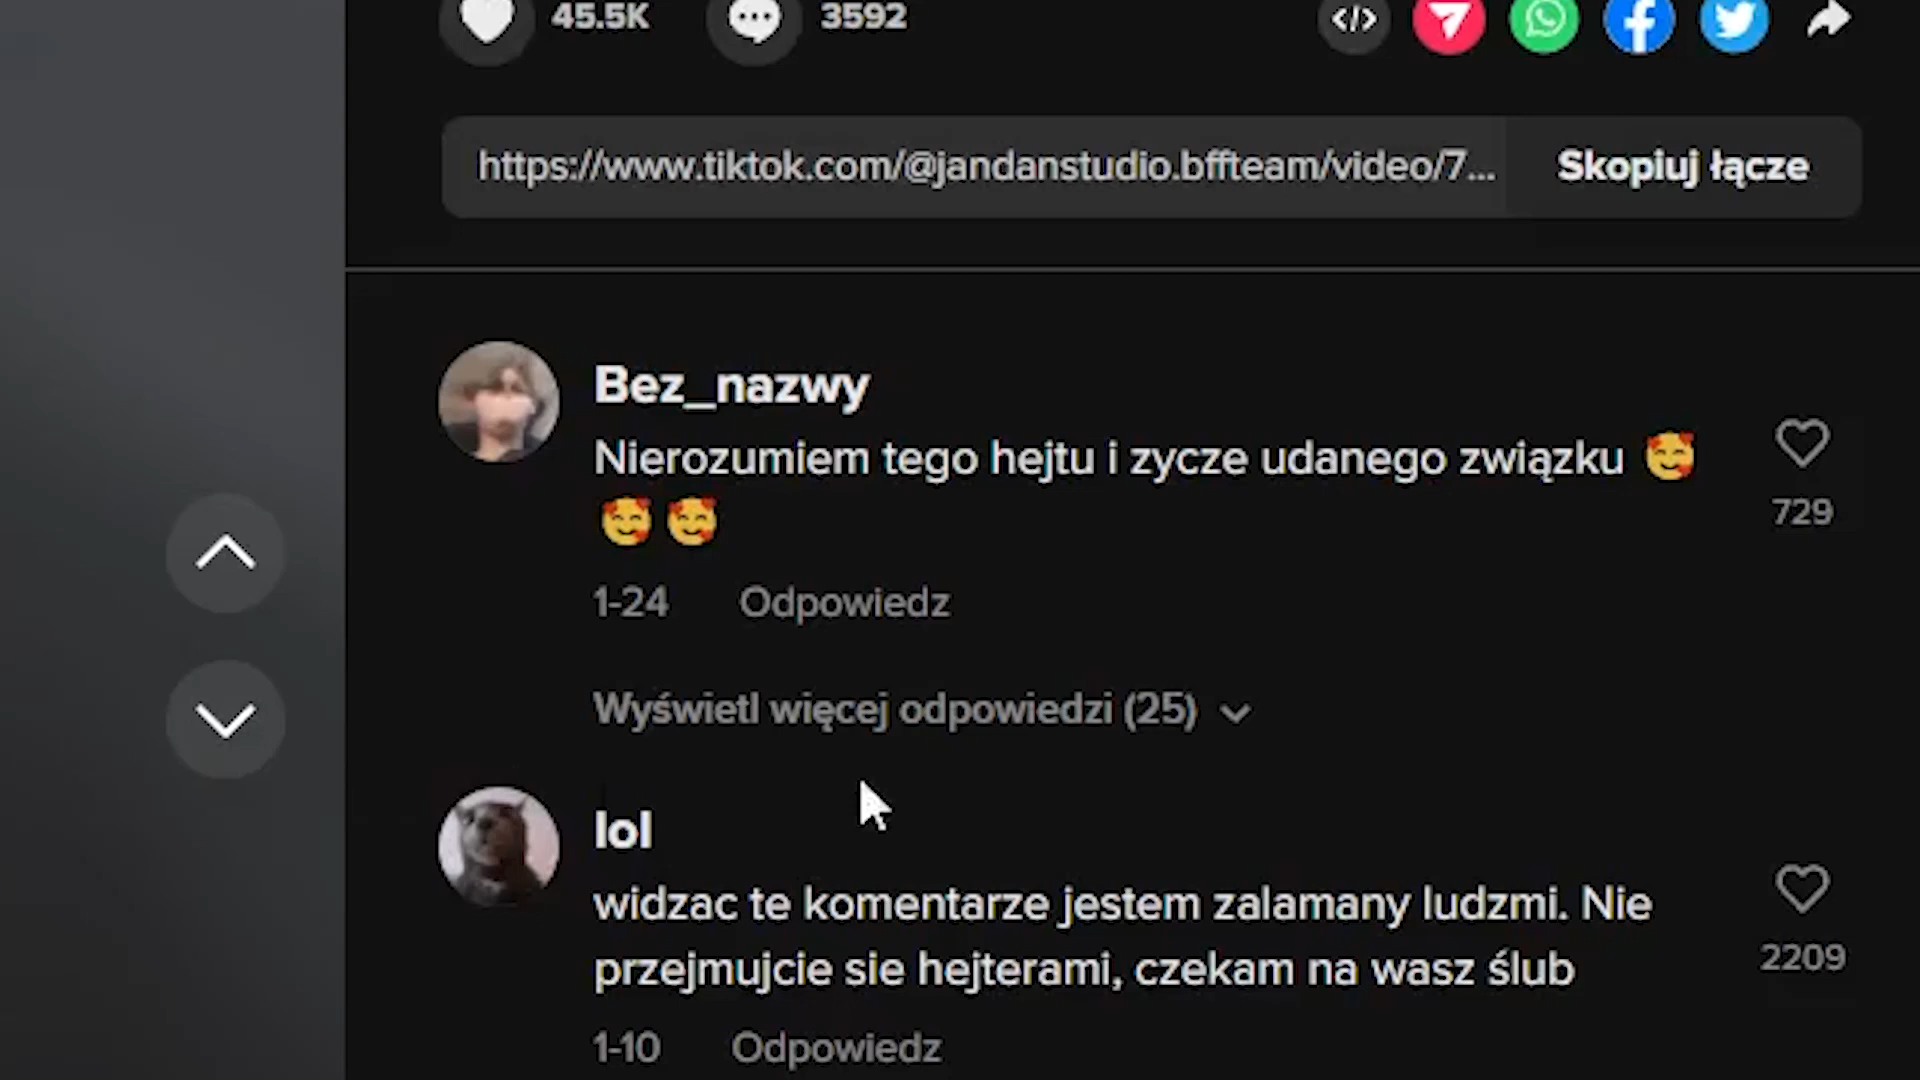 45.5K 3592
https://www.tiktok.com/@jandanstudio.bffteam/video/7... Skopiuj łącze
Bez_nazwy
Nierozumiem tego hejtu i zycze udanego związku 🥰
🥰 🥰
729
1-24 Odpowiedz
Wyświetl więcej odpowiedzi (25)
lol
widzac te komentarze jestem zalamany ludzmi. Nie
przejmujcie sie hejterami, czekam na wasz ślub
2209
1-10 Odpowiedz